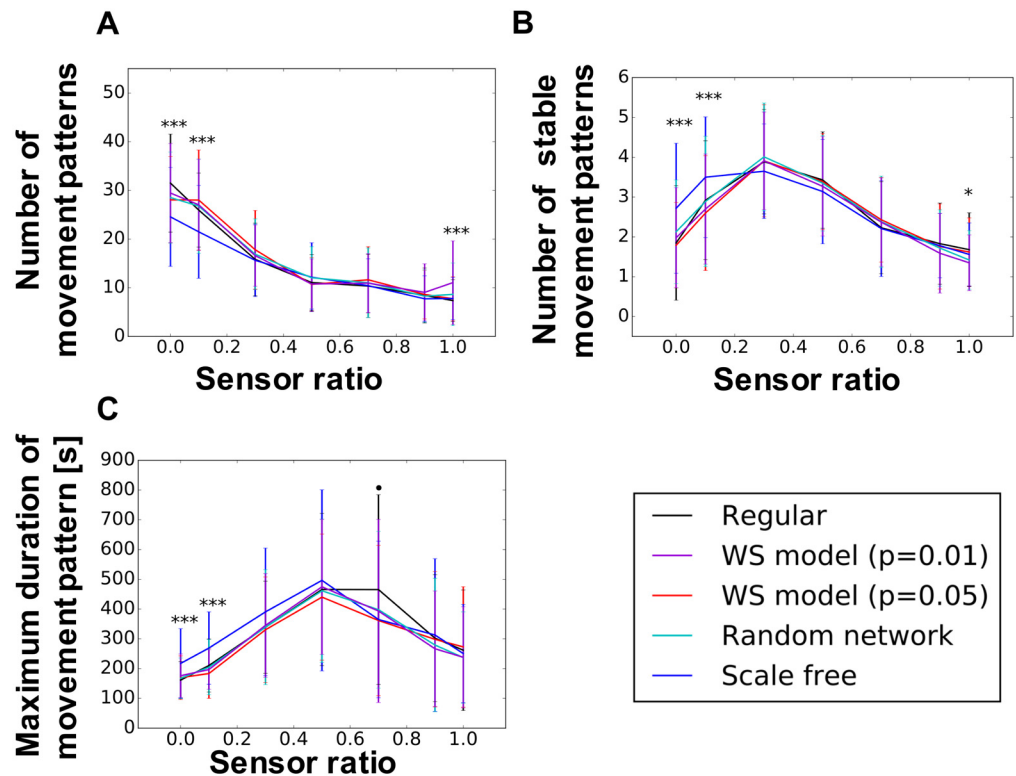 A
Number of
movement patterns
50
40
30
20
10
0
***
***
***
0.0 0.2 0.4 0.6 0.8 1.0
Sensor ratio
B
Number of stable
movement patterns
6
5
4
3
2
1
0
***
***
*
0.0 0.2 0.4 0.6 0.8 1.0
Sensor ratio
C
Maximum duration of
movement pattern [s]
900
800
700
600
500
400
300
200
100
0
***
***
•
0.0 0.2 0.4 0.6 0.8 1.0
Sensor ratio
Regular
WS model (p=0.01)
WS model (p=0.05)
Random network
Scale free